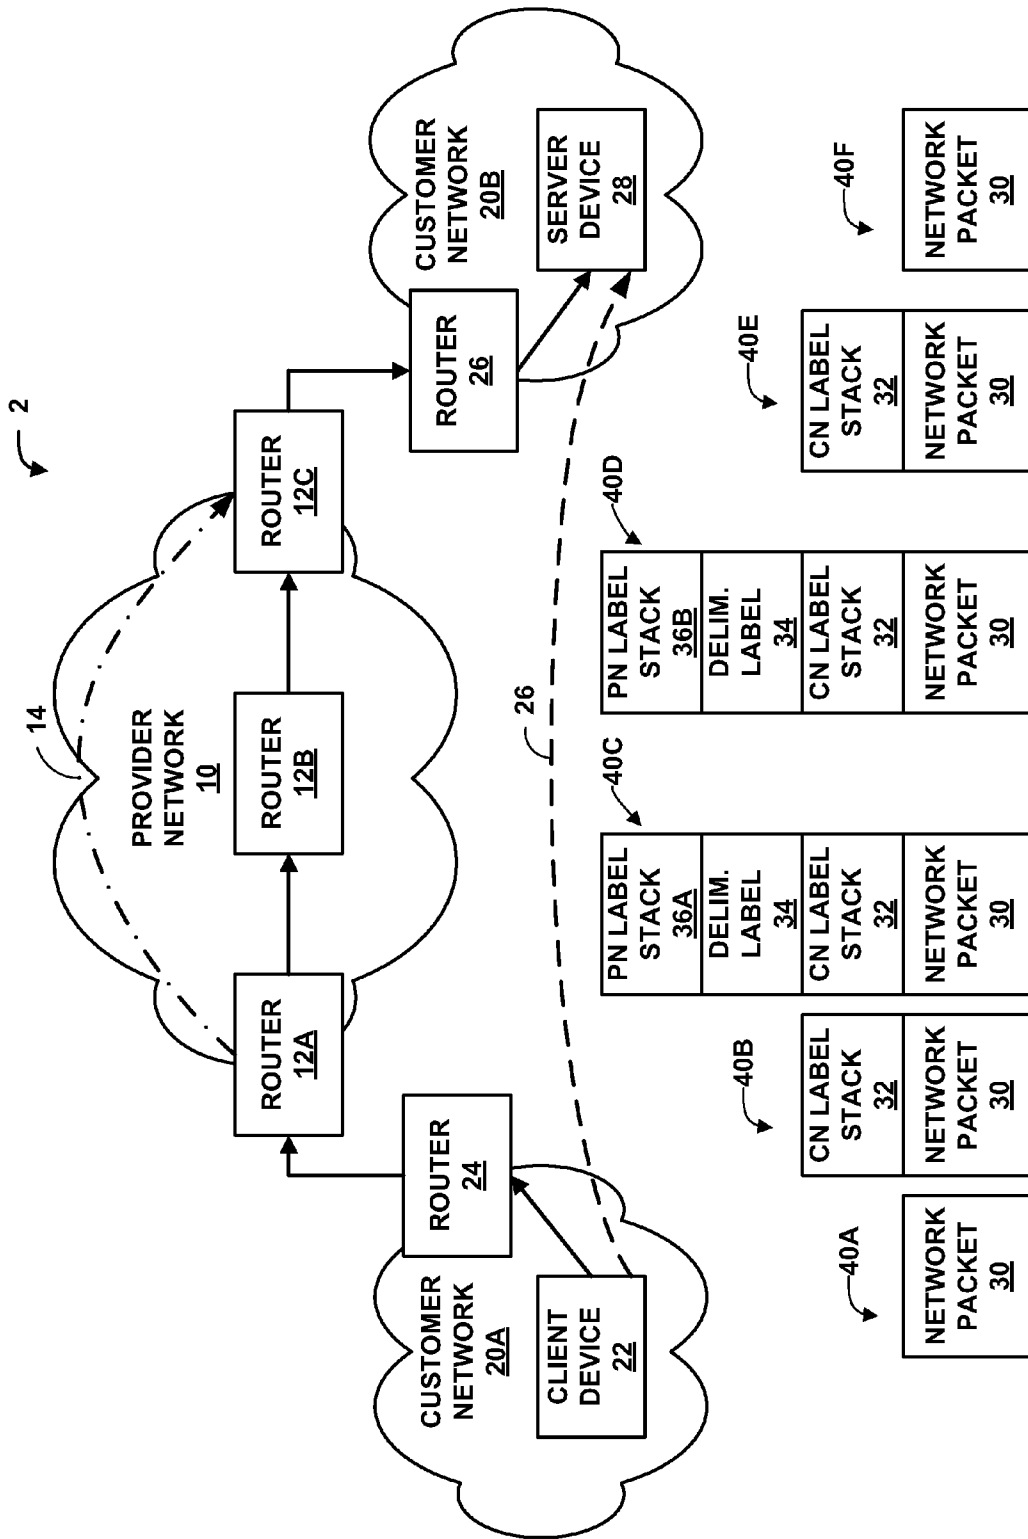 2
14
PROVIDER
NETWORK
10
ROUTER
12A
ROUTER
12B
ROUTER
12C
ROUTER
24
ROUTER
26
CUSTOMER
NETWORK
20A
CLIENT
DEVICE
22
CUSTOMER
NETWORK
20B
SERVER
DEVICE
28
26
40A
NETWORK
PACKET
30
40B
CN LABEL
STACK
32
NETWORK
PACKET
30
40C
PN LABEL
STACK
36A
DELIM.
LABEL
34
CN LABEL
STACK
32
NETWORK
PACKET
30
40D
PN LABEL
STACK
36B
DELIM.
LABEL
34
CN LABEL
STACK
32
NETWORK
PACKET
30
40E
CN LABEL
STACK
32
NETWORK
PACKET
30
40F
NETWORK
PACKET
30